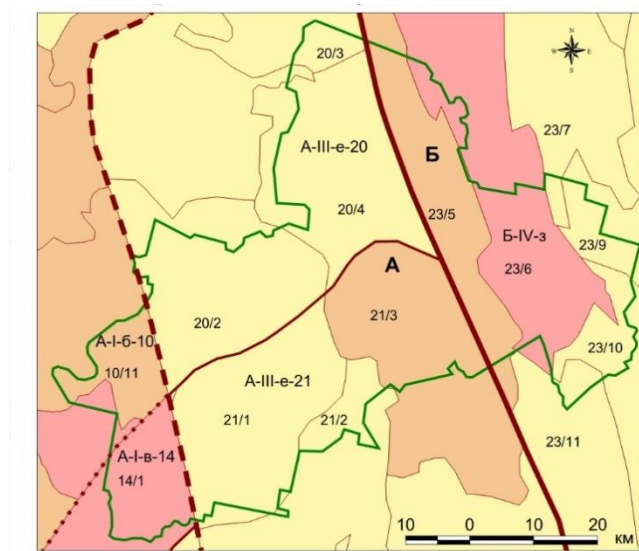 N
W E
S
20/3
23/7
А-III-е-20
Б
20/4
23/5
Б-IV-з
23/9
23/6
А
20/2
21/3
А-I-б-10
10/11
23/10
А-III-е-21
21/1
21/2
23/11
А-I-в-14
14/1
10 0 10 20
км